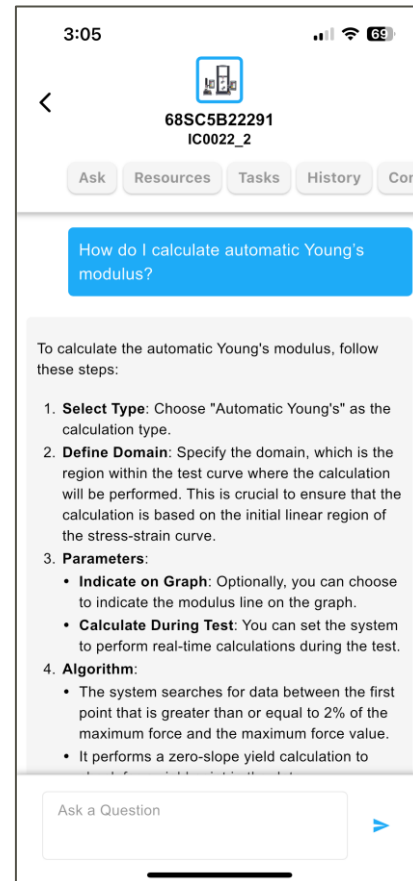 3:05
69
68SC5B22291
IC0022_2
Ask Resources Tasks History Cor
How do I calculate automatic Young's
modulus?
To calculate the automatic Young's modulus, follow
these steps:
1. Select Type: Choose "Automatic Young's" as the
calculation type.
2. Define Domain: Specify the domain, which is the
region within the test curve where the calculation
will be performed. This is crucial to ensure that the
calculation is based on the initial linear region of
the stress-strain curve.
3. Parameters:
• Indicate on Graph: Optionally, you can choose
to indicate the modulus line on the graph.
• Calculate During Test: You can set the system
to perform real-time calculations during the test.
4. Algorithm:
• The system searches for data between the first
point that is greater than or equal to 2% of the
maximum force and the maximum force value.
• It performs a zero-slope yield calculation to
Ask a Question